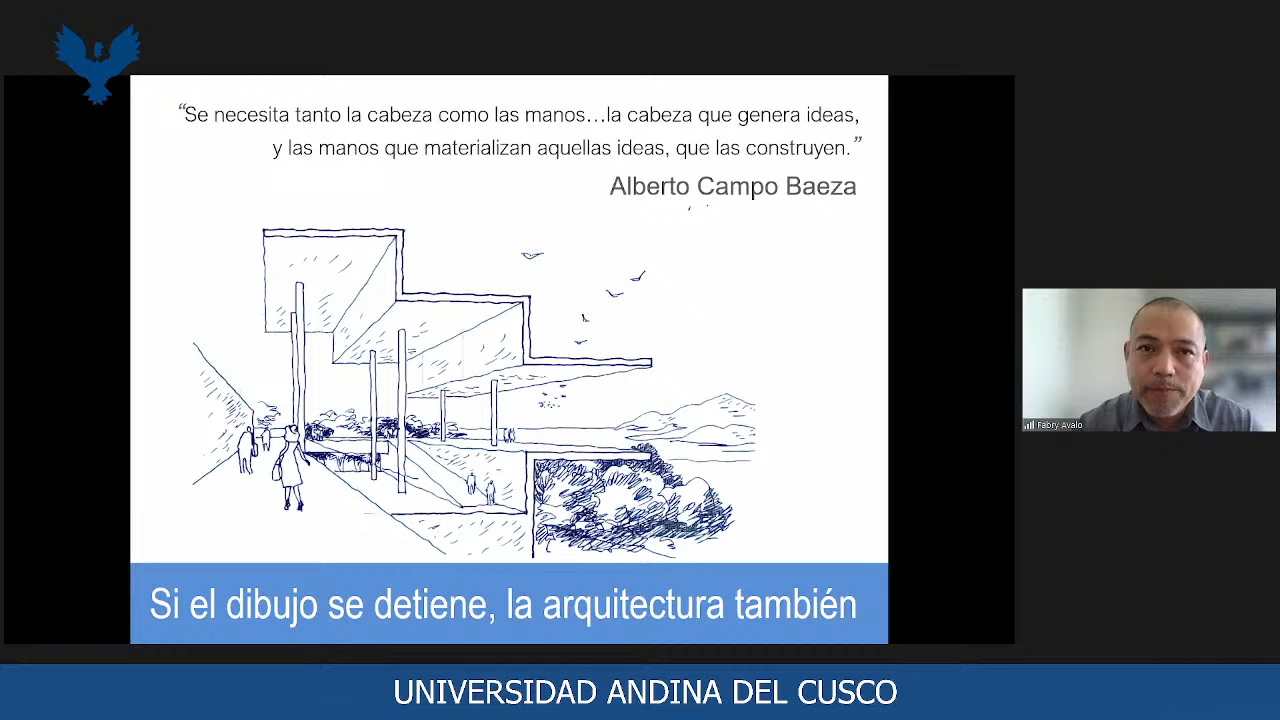 “Se necesita tanto la cabeza como las manos…la cabeza que genera ideas,
y las manos que materializan aquellas ideas, que las construyen.”
Alberto Campo Baeza
Fabry Avalo
Si el dibujo se detiene, la arquitectura también
UNIVERSIDAD ANDINA DEL CUSCO